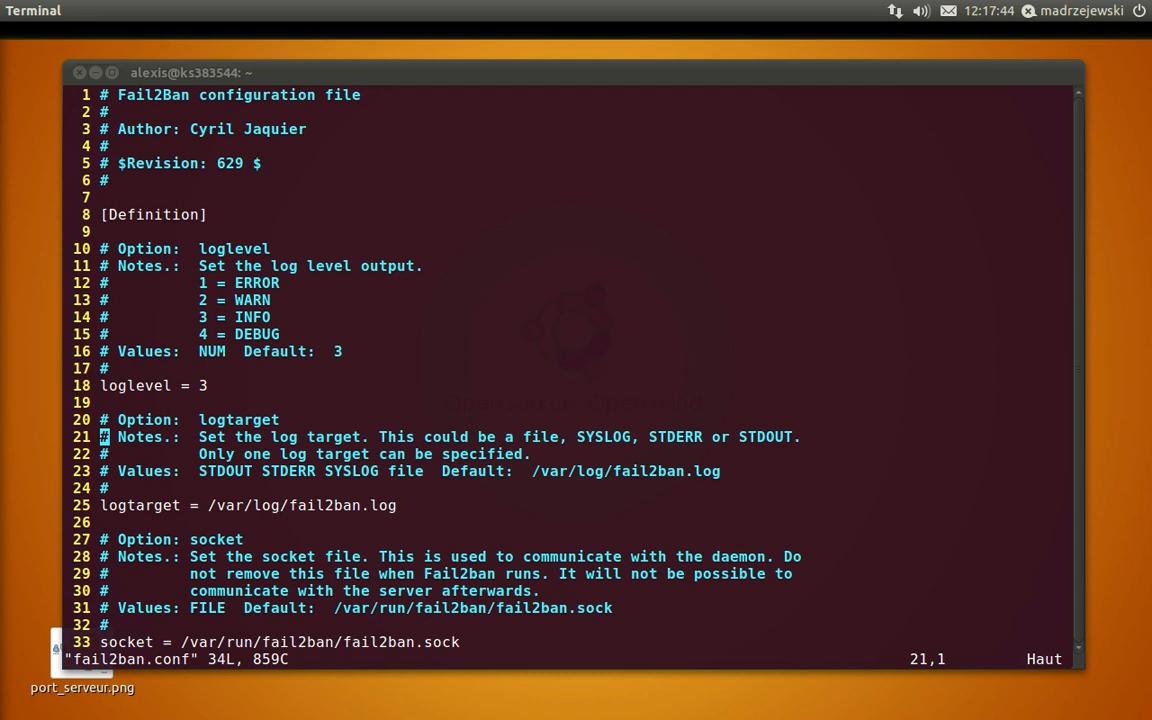 Terminal
12:17:44 madrzejewski
alexis@ks383544: ~
1 # Fail2Ban configuration file
2 #
3 # Author: Cyril Jaquier
4 #
5 # $Revision: 629 $
6 #
7
8 [Definition]
9
10 # Option:  loglevel
11 # Notes.:  Set the log level output.
12 #          1 = ERROR
13 #          2 = WARN
14 #          3 = INFO
15 #          4 = DEBUG
16 # Values:  NUM  Default:  3
17 #
18 loglevel = 3
19
20 # Option:  logtarget
21 # Notes.:  Set the log target. This could be a file, SYSLOG, STDERR or STDOUT.
22 #          Only one log target can be specified.
23 # Values:  STDOUT STDERR SYSLOG file  Default:  /var/log/fail2ban.log
24 #
25 logtarget = /var/log/fail2ban.log
26
27 # Option: socket
28 # Notes.: Set the socket file. This is used to communicate with the daemon. Do
29 #         not remove this file when Fail2ban runs. It will not be possible to
30 #         communicate with the server afterwards.
31 # Values: FILE  Default:  /var/run/fail2ban/fail2ban.sock
32 #
33 socket = /var/run/fail2ban/fail2ban.sock
"fail2ban.conf" 34L, 859C 21,1 Haut
port_serveur.png